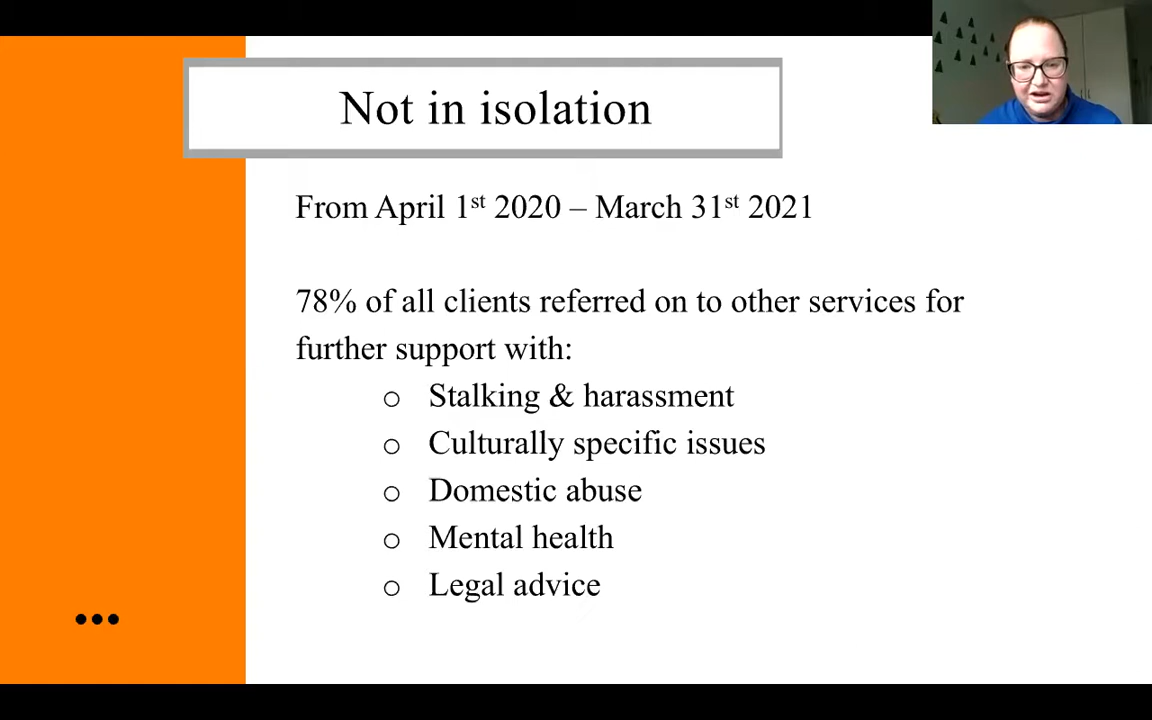 Not in isolation
From April 1st 2020 – March 31st 2021
78% of all clients referred on to other services for
further support with:
o Stalking & harassment
o Culturally specific issues
o Domestic abuse
o Mental health
o Legal advice